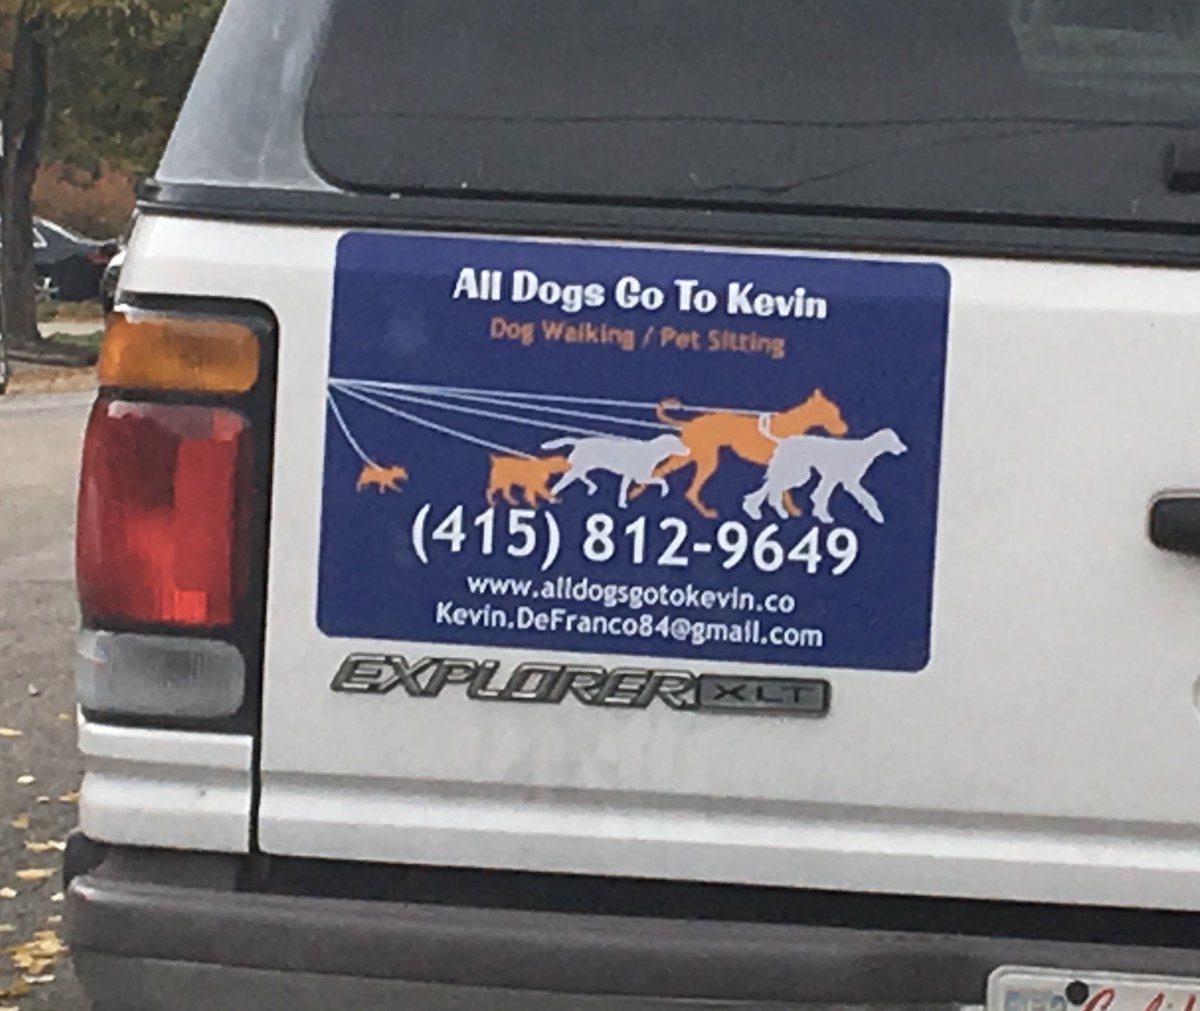 All Dogs Go To Kevin
Dog Walking / Pet Sitting
(415) 812-9649
www.alldogsgotokevin.co
Kevin.DeFranco84@gmail.com
EXPLORER XLT